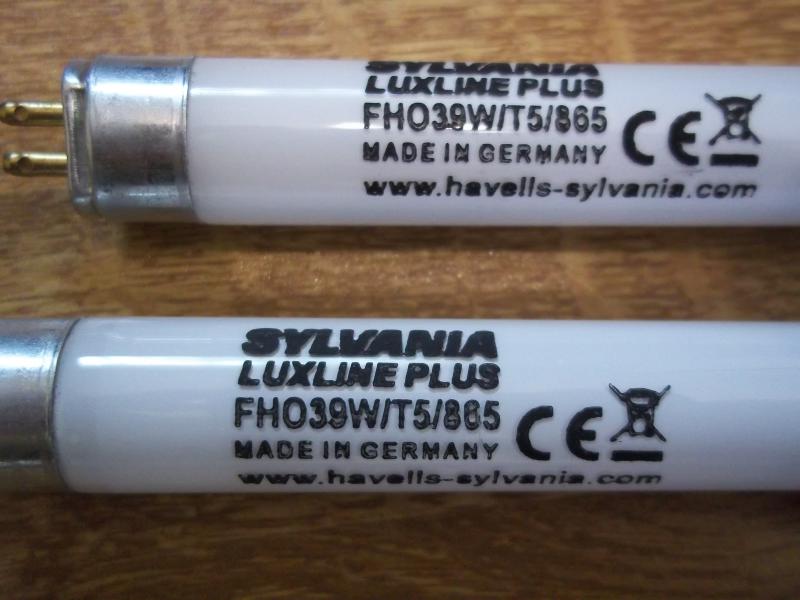 SYLVANIA
LUXLINE PLUS
FHO39W/T5/865
MADE IN GERMANY
www.havells-sylvania.com
CE
SYLVANIA
LUXLINE PLUS
FHO39W/T5/865
MADE IN GERMANY
www.havells-sylvania.com
CE